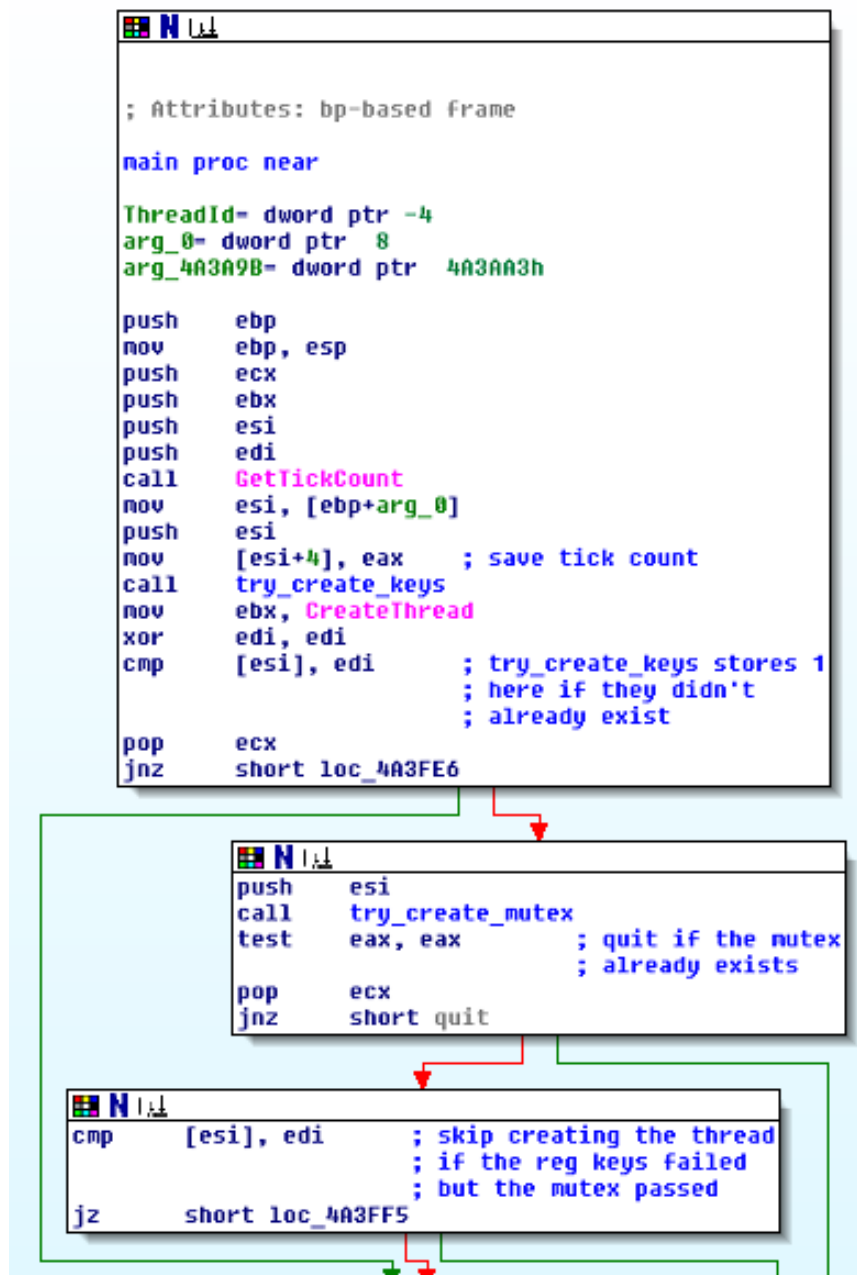 ; Attributes: bp-based frame
main proc near
ThreadId= dword ptr -4
arg_0= dword ptr  8
arg_4A3A9B= dword ptr  4A3AA3h
push    ebp
mov     ebp, esp
push    ecx
push    ebx
push    esi
push    edi
call    GetTickCount
mov     esi, [ebp+arg_0]
push    esi
mov     [esi+4], eax    ; save tick count
call    try_create_keys
mov     ebx, CreateThread
xor     edi, edi
cmp     [esi], edi      ; try_create_keys stores 1
; here if they didn't
; already exist
pop     ecx
jnz     short loc_4A3FE6
push    esi
call    try_create_mutex
test    eax, eax        ; quit if the mutex
; already exists
pop     ecx
jnz     short quit
cmp     [esi], edi      ; skip creating the thread
; if the reg keys failed
; but the mutex passed
jz      short loc_4A3FF5